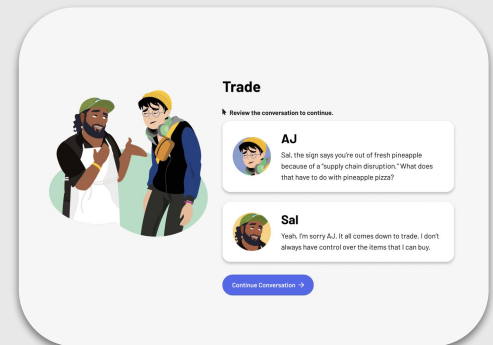 Trade
Review the conversation to continue.
AJ
Sal, the sign says you're out of fresh pineapple
because of a "supply chain disruption." What does
that have to do with pineapple pizza?
Sal
Yeah, I'm sorry AJ. It all comes down to trade. I don't
always have control over the items that I can buy.
Continue Conversation →